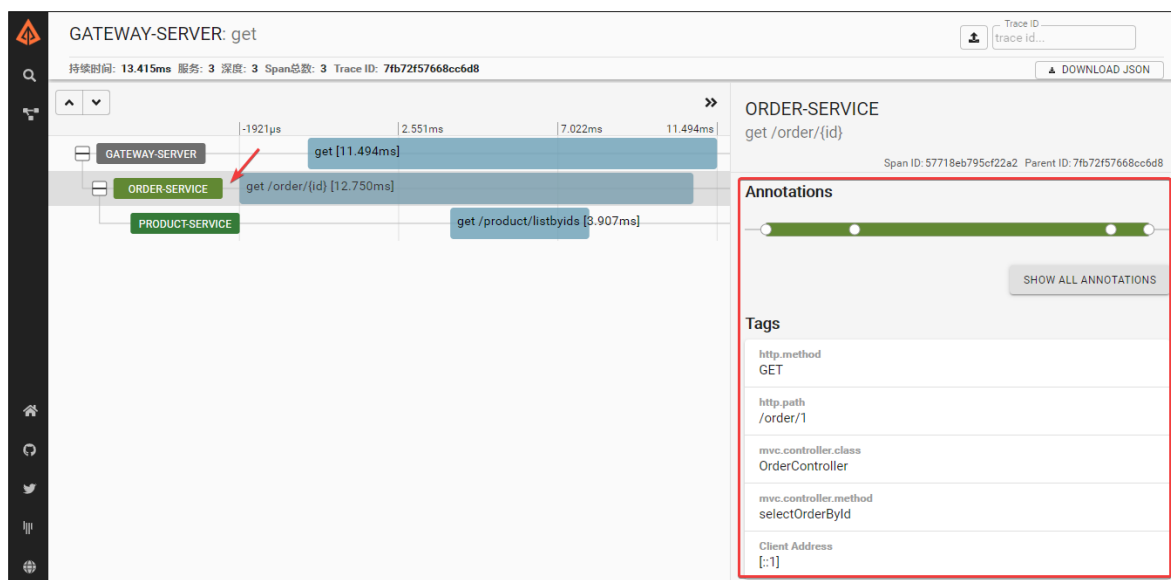 GATEWAY-SERVER: get
Trace ID
trace id...
持续时间: 13.415ms 服务: 3 深度: 3 Span总数: 3 Trace ID: 7fb72f57668cc6d8
DOWNLOAD JSON
-1921μs 2.551ms 7.022ms 11.494ms
GATEWAY-SERVER get [11.494ms]
ORDER-SERVICE get /order/{id} [12.750ms]
PRODUCT-SERVICE get /product/listbyids [3.907ms]
ORDER-SERVICE
get /order/{id}
Span ID: 57718eb795cf22a2 Parent ID: 7fb72f57668cc6d8
Annotations
SHOW ALL ANNOTATIONS
Tags
http.method
GET
http.path
/order/1
mvc.controller.class
OrderController
mvc.controller.method
selectOrderById
Client Address
[::1]